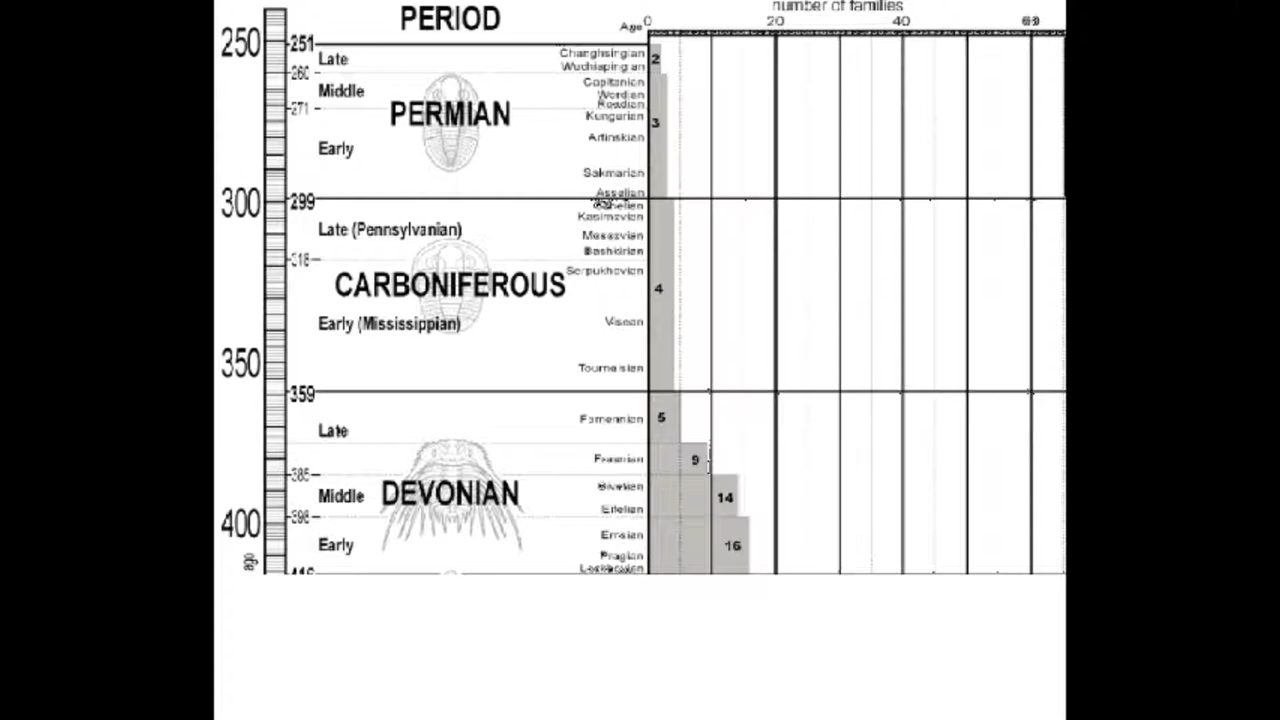 number of families
PERIOD
Age 0 20 40 60
250
251
Late
Changhsingian
2
Wuchiapingian
260
Capitanian
Middle
Wordian
Roadian
271
PERMIAN
Kungurian
3
Artinskian
Early
Sakmarian
Asselian
300
299
Kasimovian
Late (Pennsylvanian)
Moscovian
Bashkirian
318
Serpukhovian
CARBONIFEROUS
4
Early (Mississippian)
Visean
350
Tournaisian
359
5
Famennian
Late
Frasnian
9
385
Givetian
Middle
DEVONIAN
14
Eifelian
398
400
Emsian
Early
16
Pragian
ago
Lochkovian
416